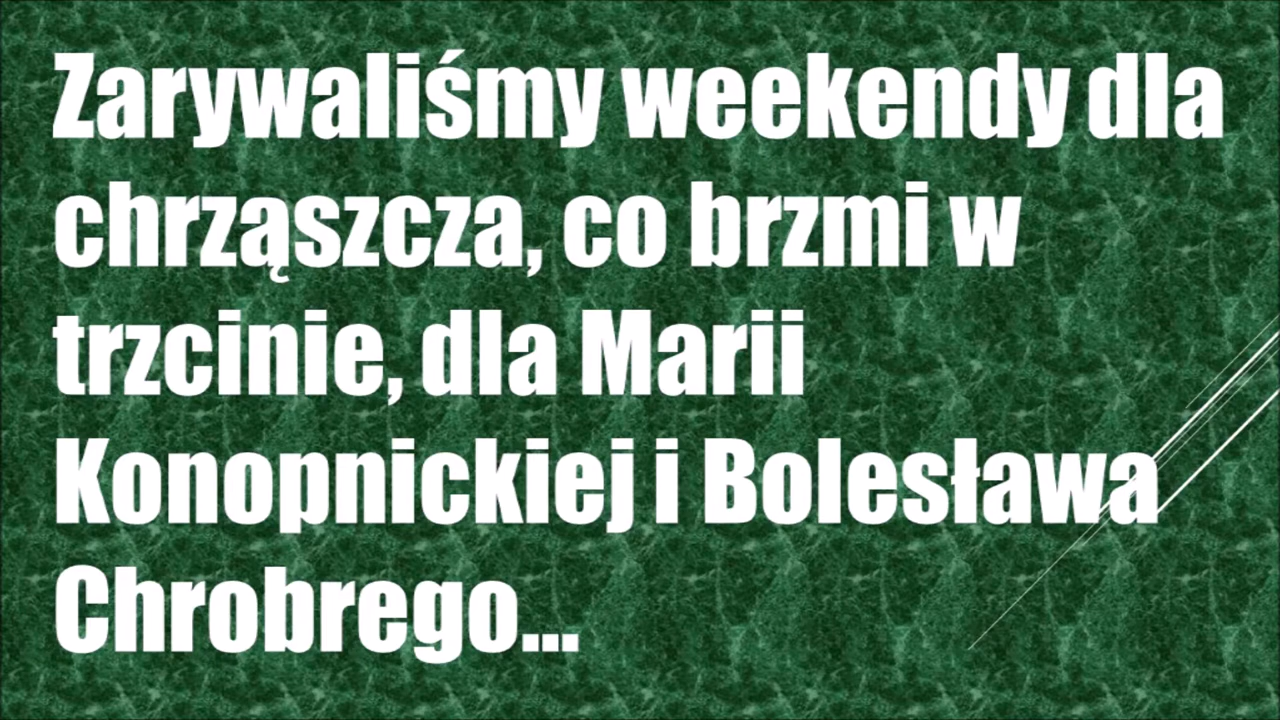 Zarywaliśmy weekendy dla
chrząszcza, co brzmi w
trzcinie, dla Marii
Konopnickiej i Bolesława
Chrobrego...